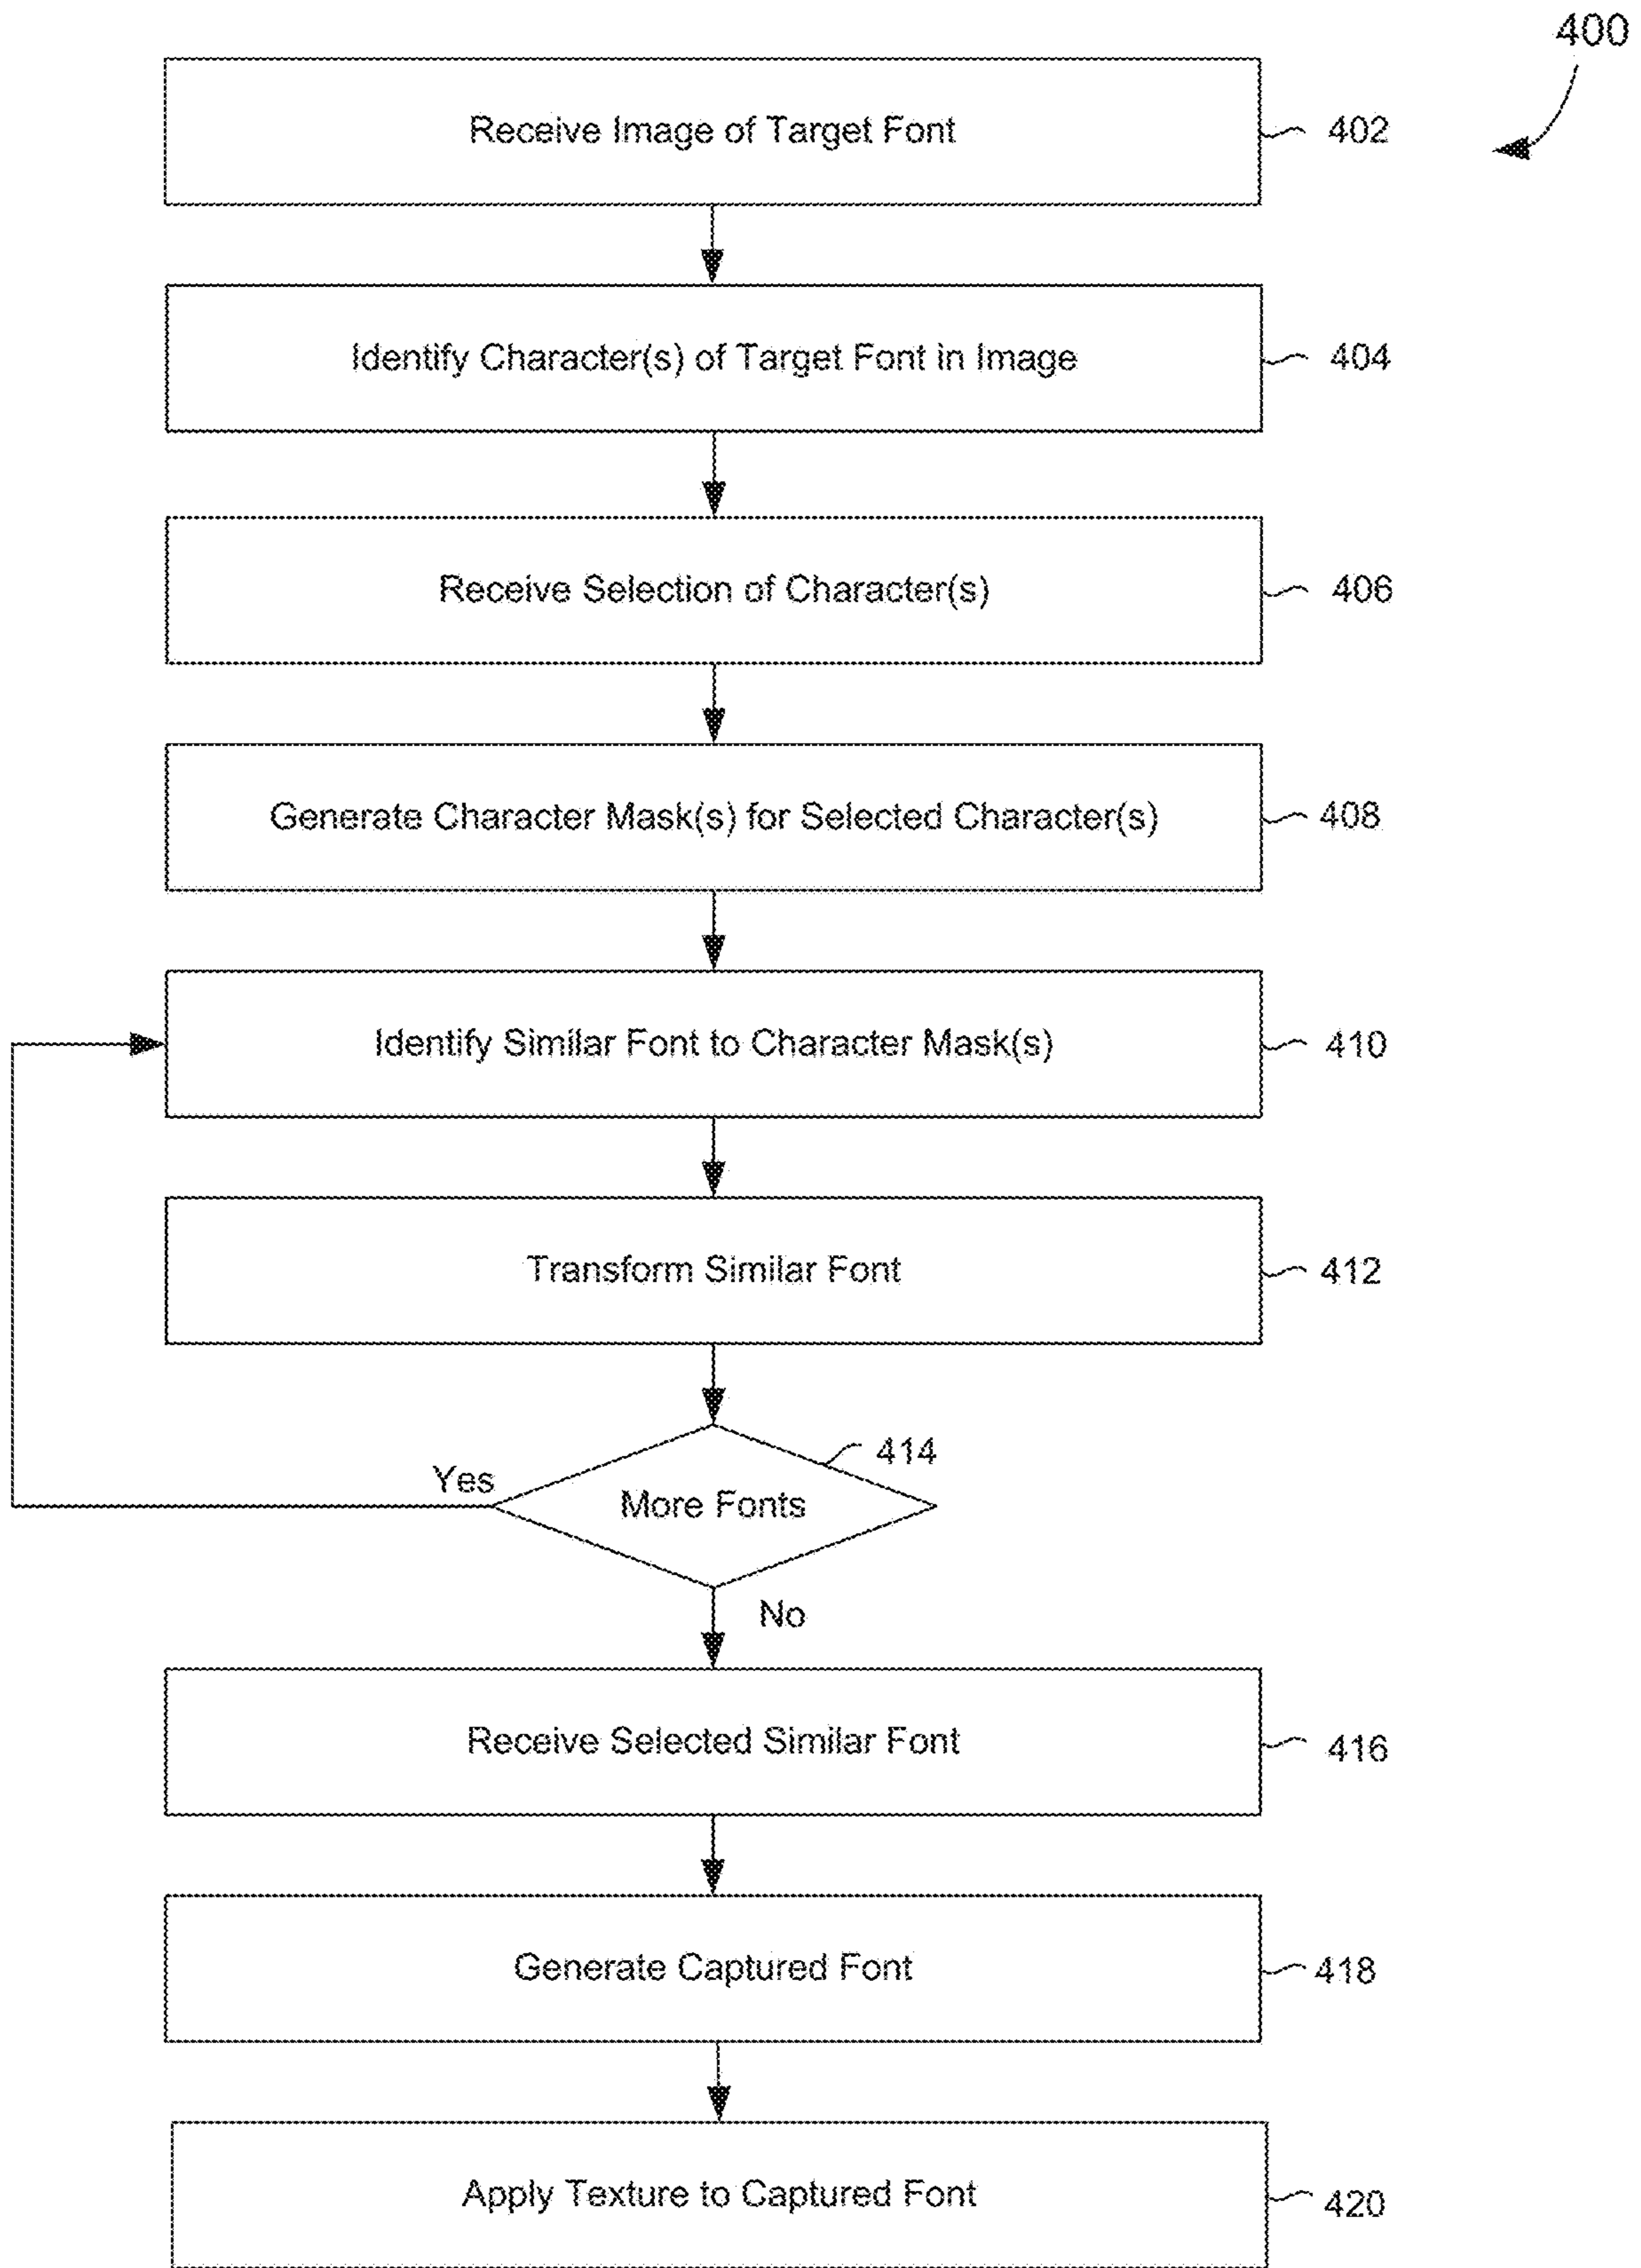 400
Receive Image of Target Font
402
Identify Character(s) of Target Font in Image
404
Receive Selection of Character(s)
406
Generate Character Mask(s) for Selected Character(s)
408
Identify Similar Font to Character Mask(s)
410
Transform Similar Font
412
414
Yes
More Fonts
No
Receive Selected Similar Font
416
Generate Captured Font
418
Apply Texture to Captured Font
420